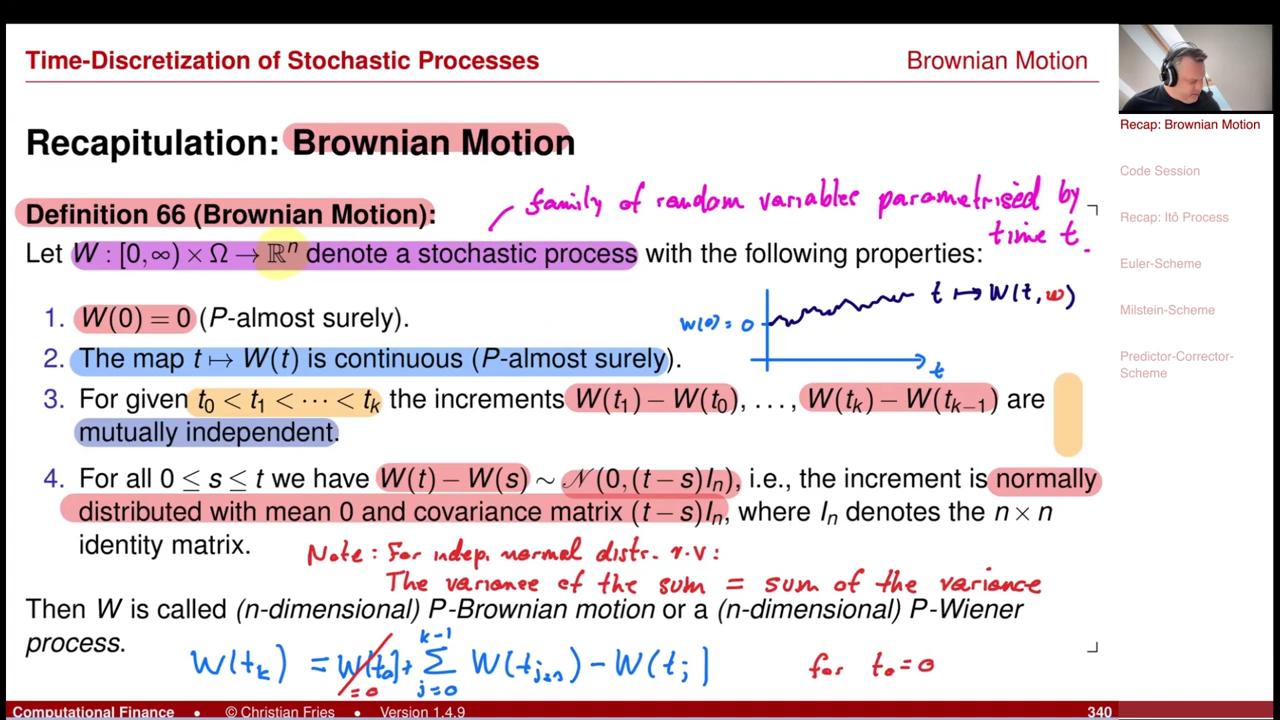 Time-Discretization of Stochastic Processes
Brownian Motion
Recapitulation: Brownian Motion
Definition 66 (Brownian Motion):
family of random variables parametrised by
time t.
Let W : [0, ∞) × Ω → ℝⁿ denote a stochastic process with the following properties:
1. W(0) = 0 (P-almost surely).
t ↦ W(t, ω)
W(0) = 0
2. The map t ↦ W(t) is continuous (P-almost surely).
t
3. For given t₀ < t₁ < ⋯ < tₖ the increments W(t₁) − W(t₀), …, W(tₖ) − W(tₖ₋₁) are
mutually independent.
4. For all 0 ≤ s ≤ t we have W(t) − W(s) ∼ 𝒩(0, (t − s)Iₙ), i.e., the increment is normally
distributed with mean 0 and covariance matrix (t − s)Iₙ, where Iₙ denotes the n × n
identity matrix.
Note: For indep. normal distr. r.v:
The variance of the sum = sum of the variance
Then W is called (n-dimensional) P-Brownian motion or a (n-dimensional) P-Wiener
process.
k-1
W(tₖ) = W(t₀) + Σ W(tⱼ₊₁) − W(tⱼ)
=0
j=0
for t₀=0
Computational Finance • © Christian Fries • Version 1.4.9
340
Recap: Brownian Motion
Code Session
Recap: Itô Process
Euler-Scheme
Milstein-Scheme
Predictor-Corrector-
Scheme